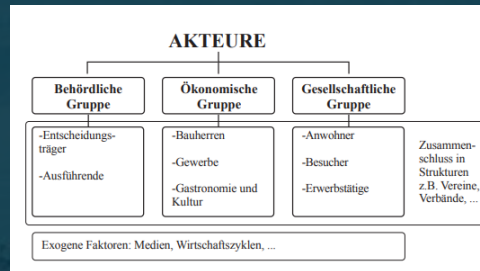 AKTEURE
Behördliche
Gruppe
Ökonomische
Gruppe
Gesellschaftliche
Gruppe
-Entscheidungs-
träger
-Ausführende
-Bauherren
-Gewerbe
-Gastronomie und
Kultur
-Anwohner
-Besucher
-Erwerbstätige
Zusammen-
schluss in
Strukturen
z.B. Vereine,
Verbände, ...
Exogene Faktoren: Medien, Wirtschaftszyklen, ...